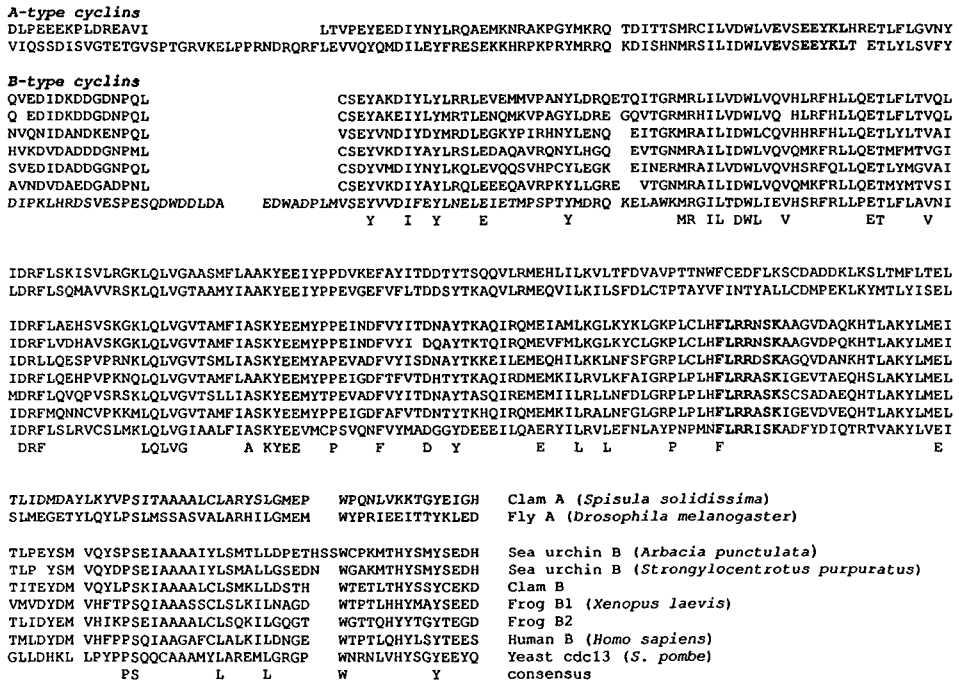 A-type cyclins
DLPEEEKPLDREAVI LTVPEYEEDIYNYLRQAEMKNRAKPGYMKRQ TDITTSMRCILVDWLVEVSEEYKLHRETLFLGVNY
VIQSSDISVGTETGVSPTGRVKELPPRNDRQRFLEVVQYQMDILEYFRESEKKHRPKPRYMRRQ KDISHNMRSILIDWLVEVSEEYKLT ETLYLSVFY
B-type cyclins
QVEDIDKDDGDNPQL CSEYAKDIYLYLRRLEVEMMVPANYLDRQETQITGRMRLILVDWLVQVHLRFHLLQETLFLTVQL
Q EDIDKDDGDNPQL CSEYAKEIYLYMRTLENQMKVPAGYLDRE GQVTGRMRHILVDWLVQ HLRFHLLQETLFLTVQL
NVQNIDANDKENPQL VSEYVNDIYDYMRDLEGKYPIRHNYLENQ EITGKMRAILIDWLCQVHHRFHLLQETLYLTVAI
HVKDVDADDDGNPML CSEYVKDIYAYLRSLEDAQAVRQNYLHGQ EVTGNMRAILIDWLVQVQMKFRLLQETMFMTVGI
SVEDIDADDGGNPQL CSDYVMDIYNYLKQLEVQQSVHPCYLEGK EINERMRAILVDWLVQVHSRFQLLQETLYMGVAI
AVNDVDAEDGADPNL CSEYVKDIYAYLRQLEEEQAVRPKYLLGRE VTGNMRAILIDWLVQVQMKFRLLQETMYMTVSI
DIPKLHRDSVESPESQDWDDLDA EDWADPLMVSEYVVDIFEYLNELEIETMPSPTYMDRQ KELAWKMRGILTDWLIEVHSRFRLLPETLFLAVNI
Y I Y E Y MR IL DWL V ET V
IDRFLSKISVLRGKLQLVGAASMFLAAKYEEIYPPDVKEFAYITDDTYTSQQVLRMEHLILKVLTFDVAVPTTNWFCEDFLKSCDADDKLKSLTMFLTEL
LDRFLSQMAVVRSKLQLVGTAAMYIAAKYEEIYPPEVGEFVFLTDDSYTKAQVLRMEQVILKILSFDLCTPTAYVFINTYALLCDMPEKLKYMTLYISEL
IDRFLAEHSVSKGKLQLVGVTAMFIASKYEEMYPPEINDFVYITDNAYTKAQIRQMEIAMLKGLKYKLGKPLCLHFLRRNSKAAGVDAQKHTLAKYLMEI
IDRFLVDHAVSKGKLQLVGVTAMFIASKYEEMYPPEINDFVYI DQAYTKTQIRQMEVFMLKGLKYCLGKPLCLHFLRRNSKAAGVDPQKHTLAKYLMEI
IDRLLQESPVPRNKLQLVGVTSMLIASKYEEMYAPEVADFVYITDNAYTKKEILEMEQHILKKLNFSFGRPLCLHFLRRDSKAGQVDANKHTLAKYLMEL
IDRFLQEHPVPKNQLQLVGVTAMFIASKYEEMYPPEIGDFTFVTDHTYTKAQIRDMEMKILRVLKFAIGRPLPLHFLRRASKIGEVTAEQHSLAKYLMEL
MDRFLQVQPVSRKLQLVGVTSLLIASKYEEMYTPEVADFVYITDNAYTASQIREMEMIILRLLNFDLGRPLPLHFLRRASKSCSADAEQHTLAKYLMEL
IDRFMQNNCVPKKMLQLVGVTAMFIASKYEEMYPPEIGDFAFVTDNTYTKHQIRQMEMKILRALNFGLGRPLPLHFLRRASKIGEVDVEQHTLAKYLMEL
IDRFLSLRVCSLMKLQLVGIAALFIASKYEEVMCPSVQNFVYMADGGYDEEEILQAERYILRVLEFNLAYPNPMNFLRRISKADFYDIQTRTVAKYLVEI
DRF LQLVG A KYEE P F D Y E L L P F E
TLIDMDAYLKYVPSITAAAALCLARYSLGMEP WPQNLVKKTGYEIGH Clam A (Spisula solidissima)
SLMEGETYLQYLPSLMSSASVALARHILGMEM WYPRIEEITTYKLED Fly A (Drosophila melanogaster)
TLPEYSM VQYSPSEIAAAAIYLSMTLLDPETHSSWCPKMTHYSMYSEDH Sea urchin B (Arbacia punctulata)
TLP YSM VQYDPSEIAAAAIYLSMALLGSEDN WGAKMTHYSMYSEDH Sea urchin B (Strongylocentrotus purpuratus)
TITEYDM VQYLPSKIAAAALCLSMKLLDSTH WTETLTHYSSYCEKD Clam B
VMVDYDM VHFTPSQIAAASSCLSLKILNAGD WTPTLHHYMAYSEED Frog B1 (Xenopus laevis)
TLIDYEM VHIKPSEIAAAALCLSQKILGQGT WGTTQHYYTGYTEGD Frog B2
TMLDYDM VHFPPSQIAAGAFCLALKILDNGE WTPTLQHYLSYTEES Human B (Homo sapiens)
GLLDHKL LPYPPSQQCAAAMYLAREMLGRGP WNRNLVHYSGYEEYQ Yeast cdc13 (S. pombe)
PS L L W Y consensus